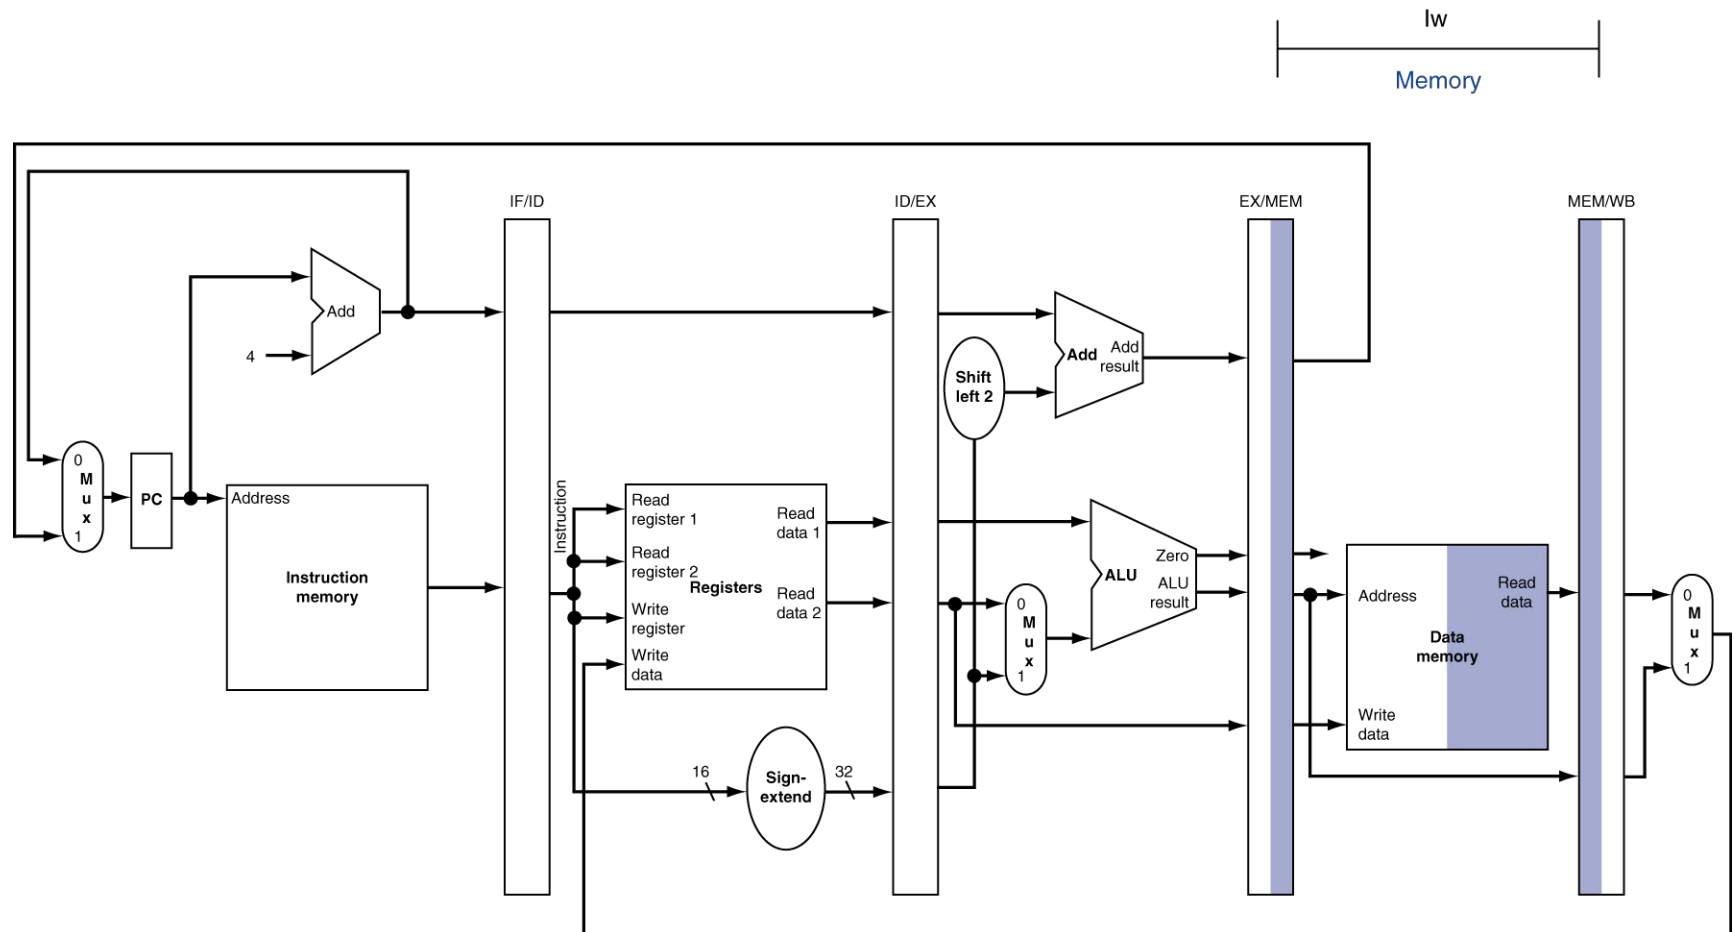 lw
Memory
IF/ID
ID/EX
EX/MEM
MEM/WB
Add
4
Add
Add
result
Shift
left 2
0
M
u
x
1
PC
Address
Instruction
memory
Instruction
Read
register 1
Read
register 2
Write
register
Write
data
Registers
Read
data 1
Read
data 2
16
Sign-
extend
32
0
M
u
x
1
Zero
ALU
ALU
result
Address
Read
data
Data
memory
Write
data
0
M
u
x
1